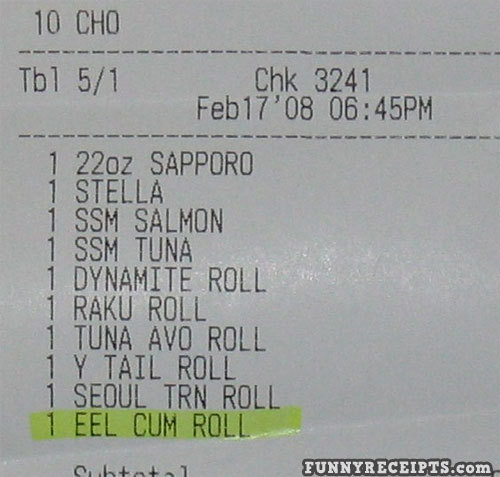 10 CHO
Tbl 5/1 Chk 3241
Feb17'08 06:45PM
1 22oz SAPPORO
1 STELLA
1 SSM SALMON
1 SSM TUNA
1 DYNAMITE ROLL
1 RAKU ROLL
1 TUNA AVO ROLL
1 Y TAIL ROLL
1 SEOUL TRN ROLL
1 EEL CUM ROLL
Subtotal
FUNNYRECEIPTS.COM